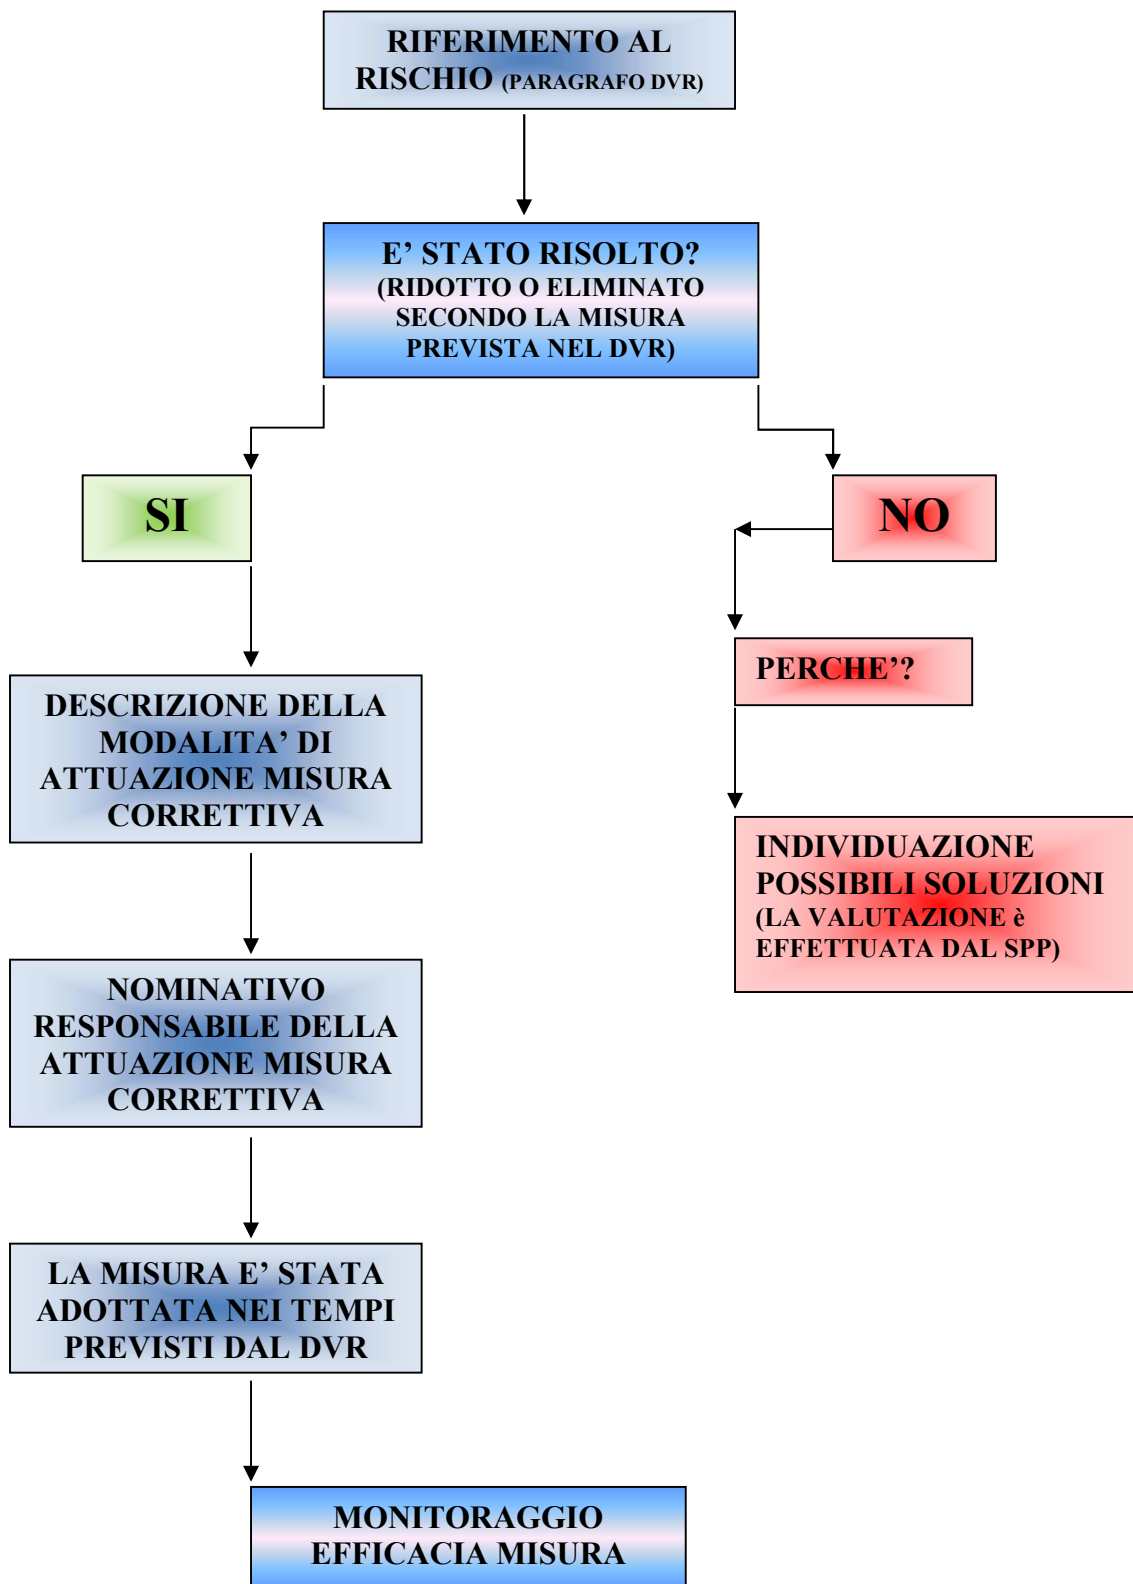 RIFERIMENTO AL
RISCHIO (PARAGRAFO DVR)
E’ STATO RISOLTO?
(RIDOTTO O ELIMINATO
SECONDO LA MISURA
PREVISTA NEL DVR)
SI
NO
PERCHE’?
DESCRIZIONE DELLA
MODALITA’ DI
ATTUAZIONE MISURA
CORRETTIVA
INDIVIDUAZIONE
POSSIBILI SOLUZIONI
(LA VALUTAZIONE è
EFFETTUATA DAL SPP)
NOMINATIVO
RESPONSABILE DELLA
ATTUAZIONE MISURA
CORRETTIVA
LA MISURA E’ STATA
ADOTTATA NEI TEMPI
PREVISTI DAL DVR
MONITORAGGIO
EFFICACIA MISURA